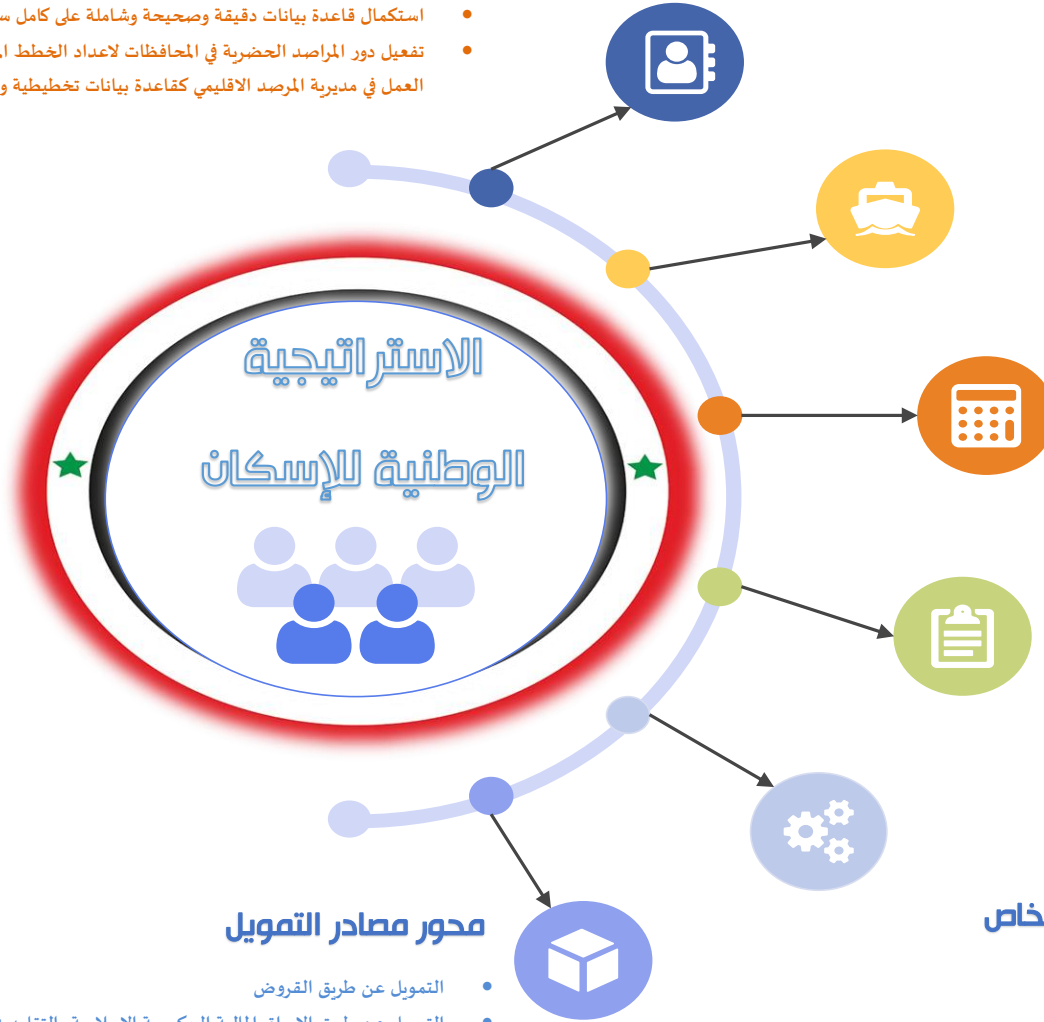 استكمال قاعدة بيانات دقيقة وصحيحة وشاملة على كامل
تفعيل دور المراصد الحضرية في المحافظات لاعداد الخطط
العمل في مديرية المرصد الاقليمي كقاعدة بيانات تخطيطية
الاستراتيجية
الوطنية للإسكان
خاص
محور مصادر التمويل
التمويل عن طريق القروض